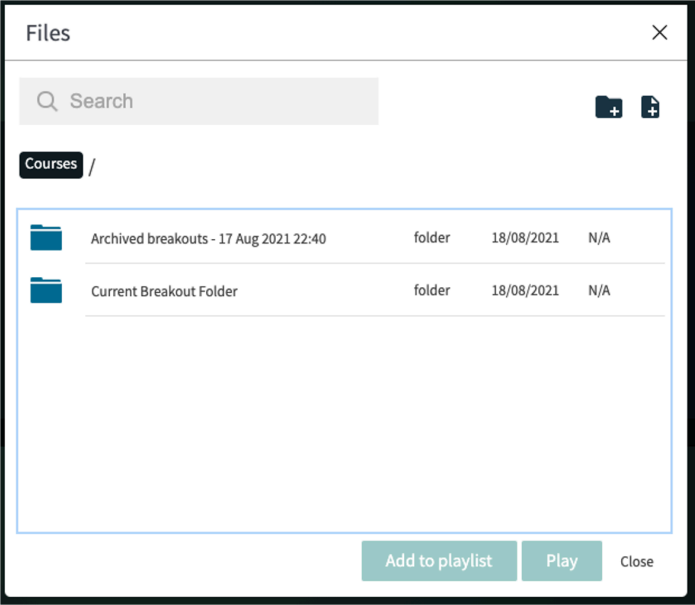 Files
Search
Courses /
Archived breakouts - 17 Aug 2021 22:40 folder 18/08/2021 N/A
Current Breakout Folder folder 18/08/2021 N/A
Add to playlist Play Close